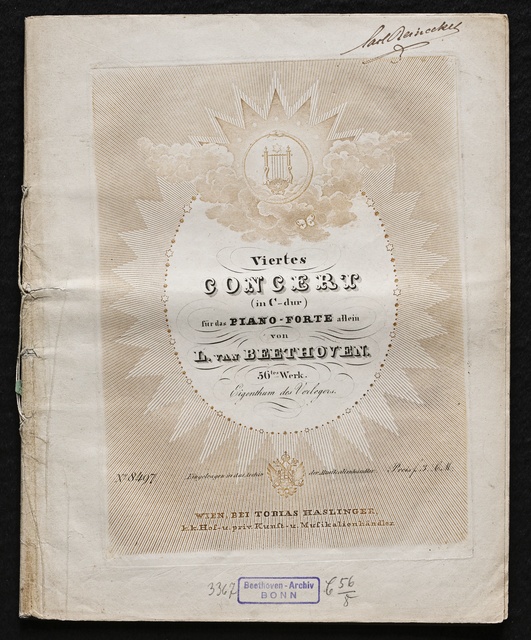 Carl Reinecke
Viertes
CONCERT
(in C-dur)
für das PIANO-FORTE allein
von
L. VAN BEETHOVEN.
56tes Werk.
Eigenthum des Verlegers.
No 8497. Eingetragen in das Archiv der Musikalienhändler. Preis f. 3. C.M.
WIEN, BEI TOBIAS HASLINGER,
k.k. Hof- u. priv. Kunst- u. Musikalienhändler.
3367 Beethoven-Archiv C 56
BONN 8